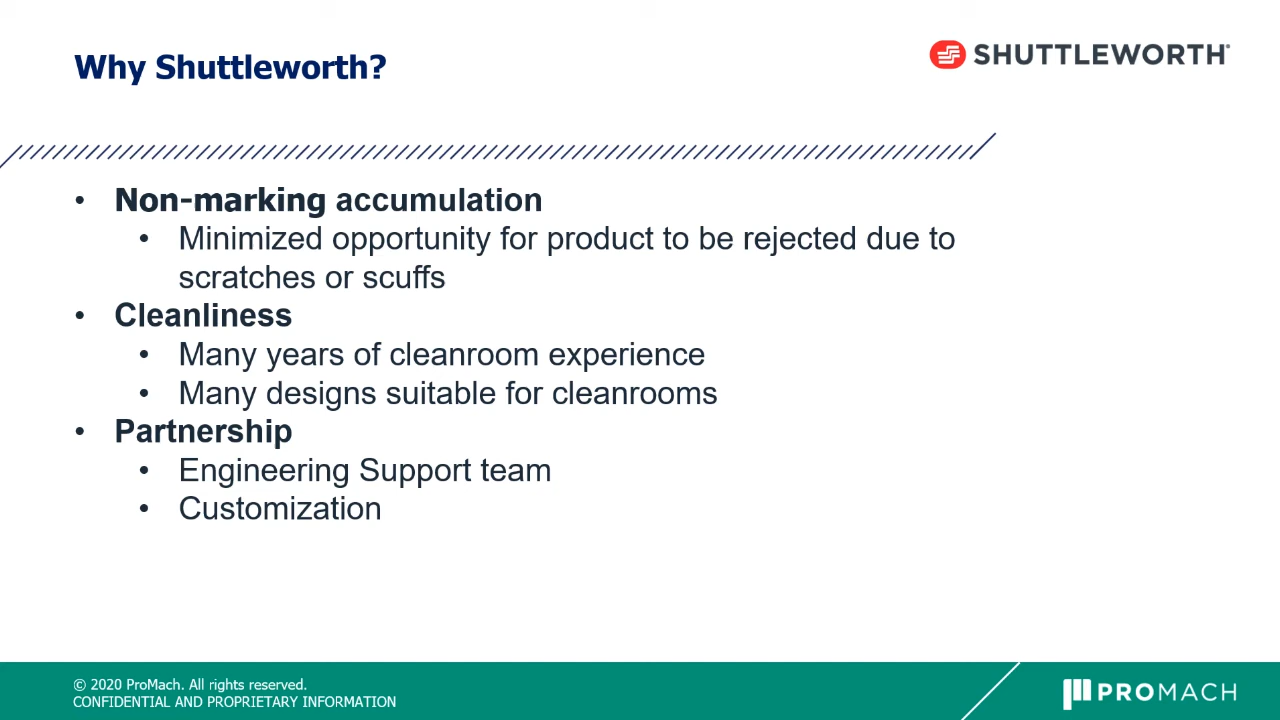 Why Shuttleworth?
SHUTTLEWORTH®
• Non-marking accumulation
• Minimized opportunity for product to be rejected due to
scratches or scuffs
• Cleanliness
• Many years of cleanroom experience
• Many designs suitable for cleanrooms
• Partnership
• Engineering Support team
• Customization
© 2020 ProMach. All rights reserved.
CONFIDENTIAL AND PROPRIETARY INFORMATION
PROMACH